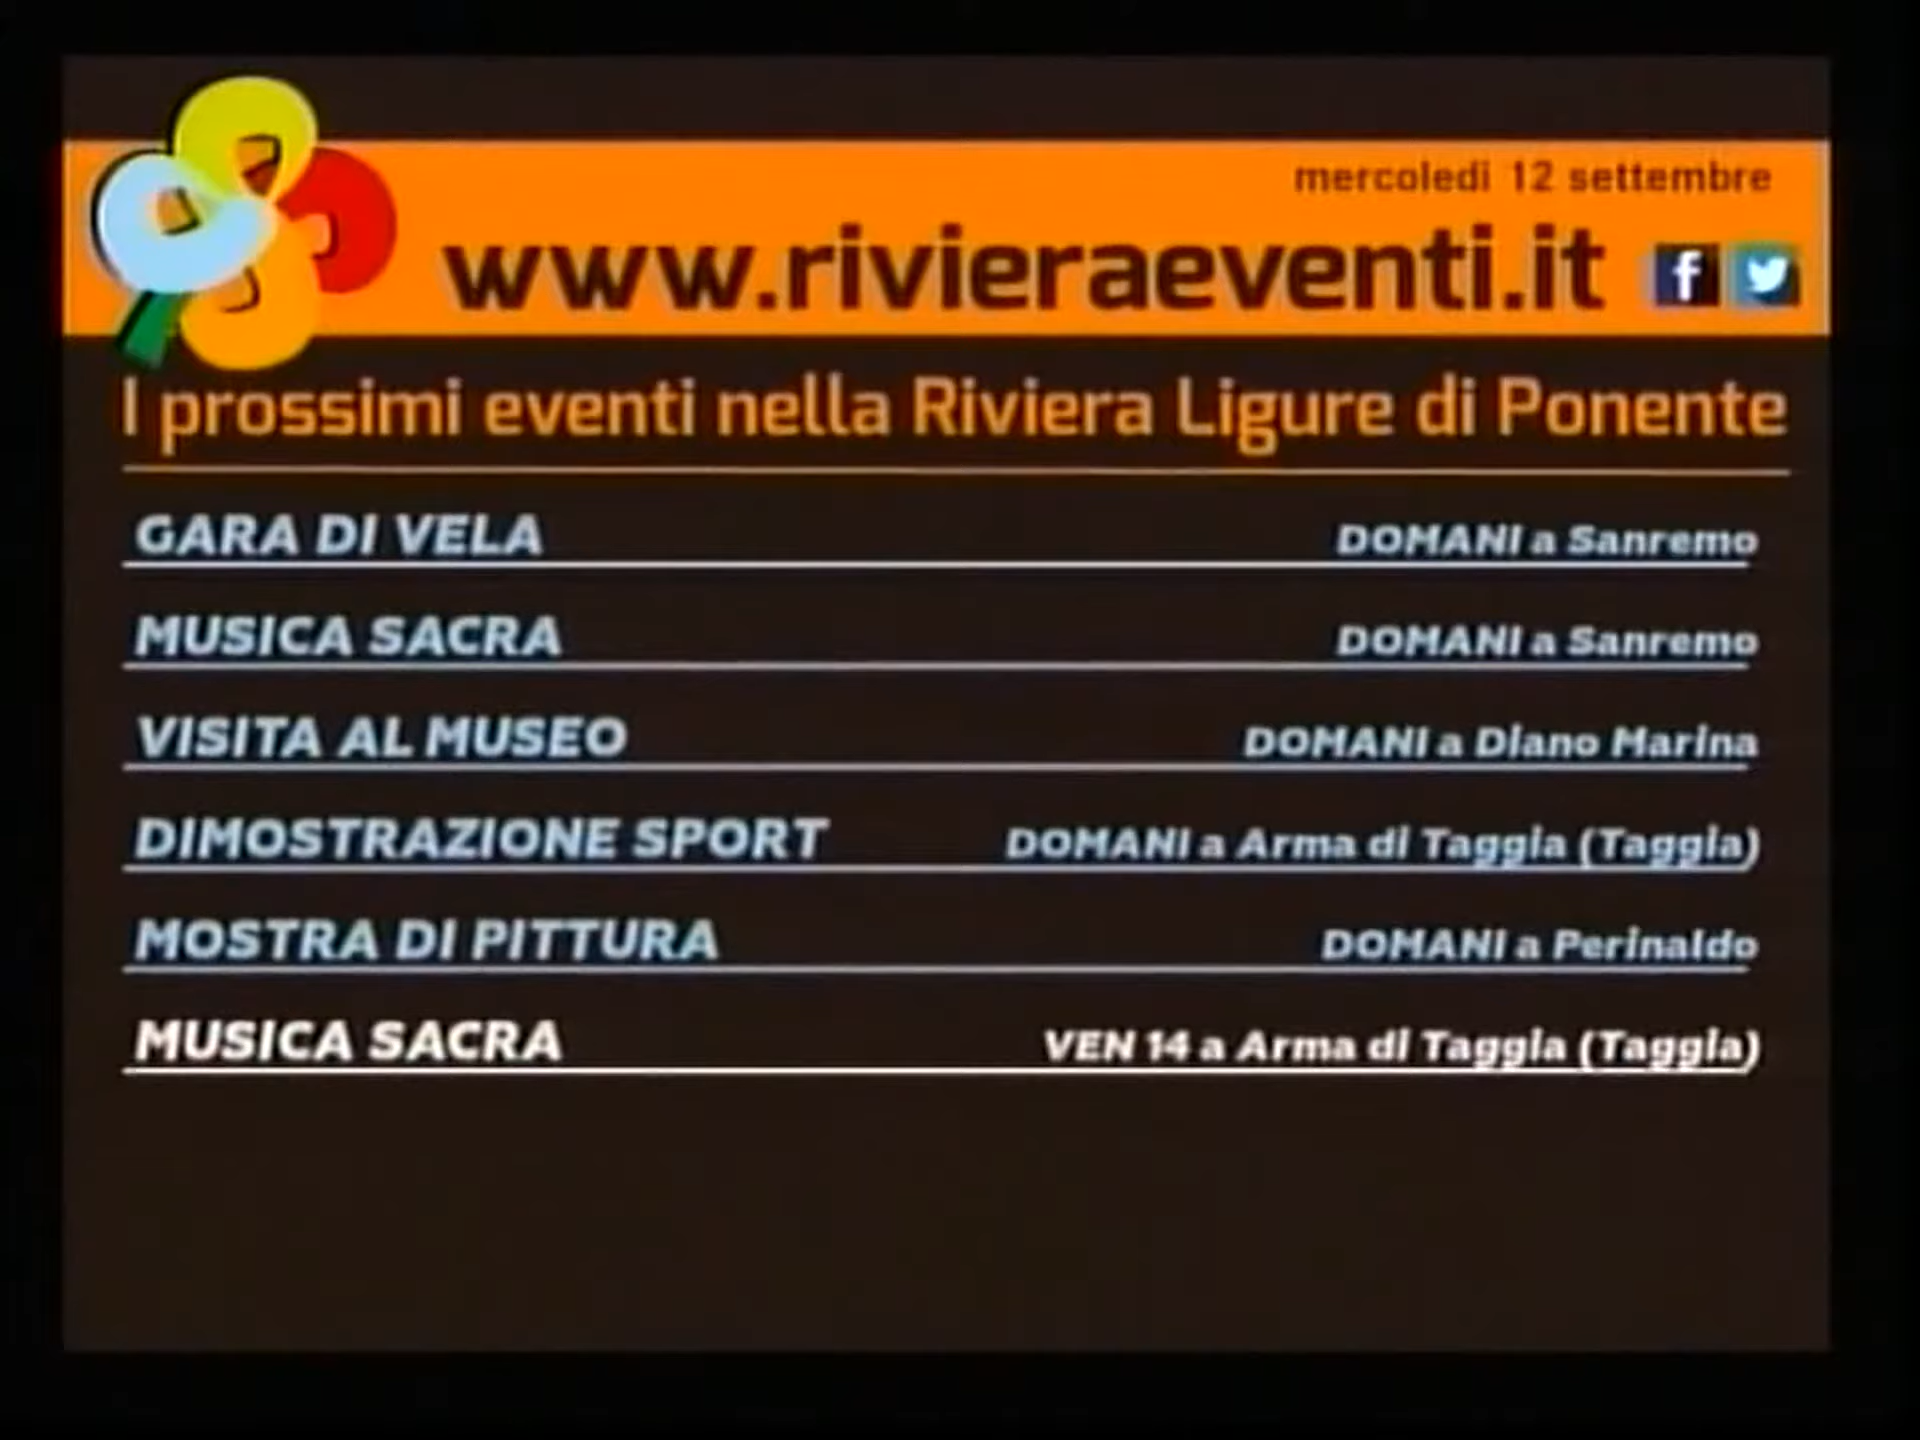 mercoledì 12 settembre
www.rivieraeventi.it
I prossimi eventi nella Riviera Ligure di Ponente
GARA DI VELA DOMANI a Sanremo
MUSICA SACRA DOMANI a Sanremo
VISITA AL MUSEO DOMANI a Diano Marina
DIMOSTRAZIONE SPORT DOMANI a Arma di Taggia (Taggia)
MOSTRA DI PITTURA DOMANI a Perinaldo
MUSICA SACRA VEN 14 a Arma di Taggia (Taggia)